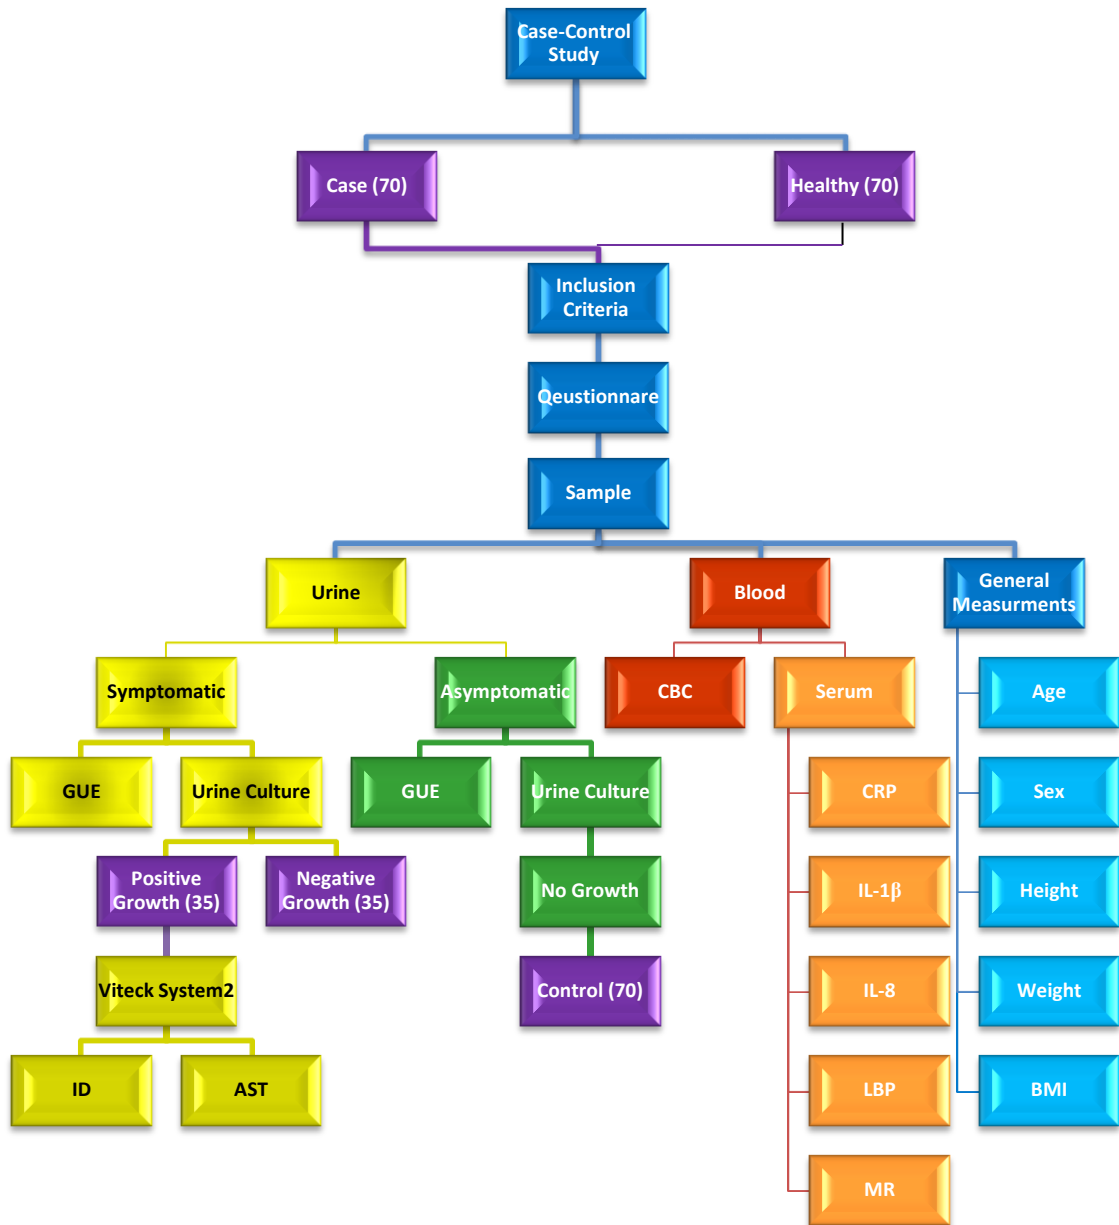 Case-Control
Study
Case (70)
Healthy (70)
Inclusion
Criteria
Qeustionnare
Sample
Urine
Blood
General
Measurments
Symptomatic
Asymptomatic
CBC
Serum
Age
GUE
Urine Culture
GUE
Urine Culture
CRP
Sex
Positive
Growth (35)
Negative
Growth (35)
No Growth
IL-1β
Height
Viteck System2
Control (70)
IL-8
Weight
ID
AST
LBP
BMI
MR